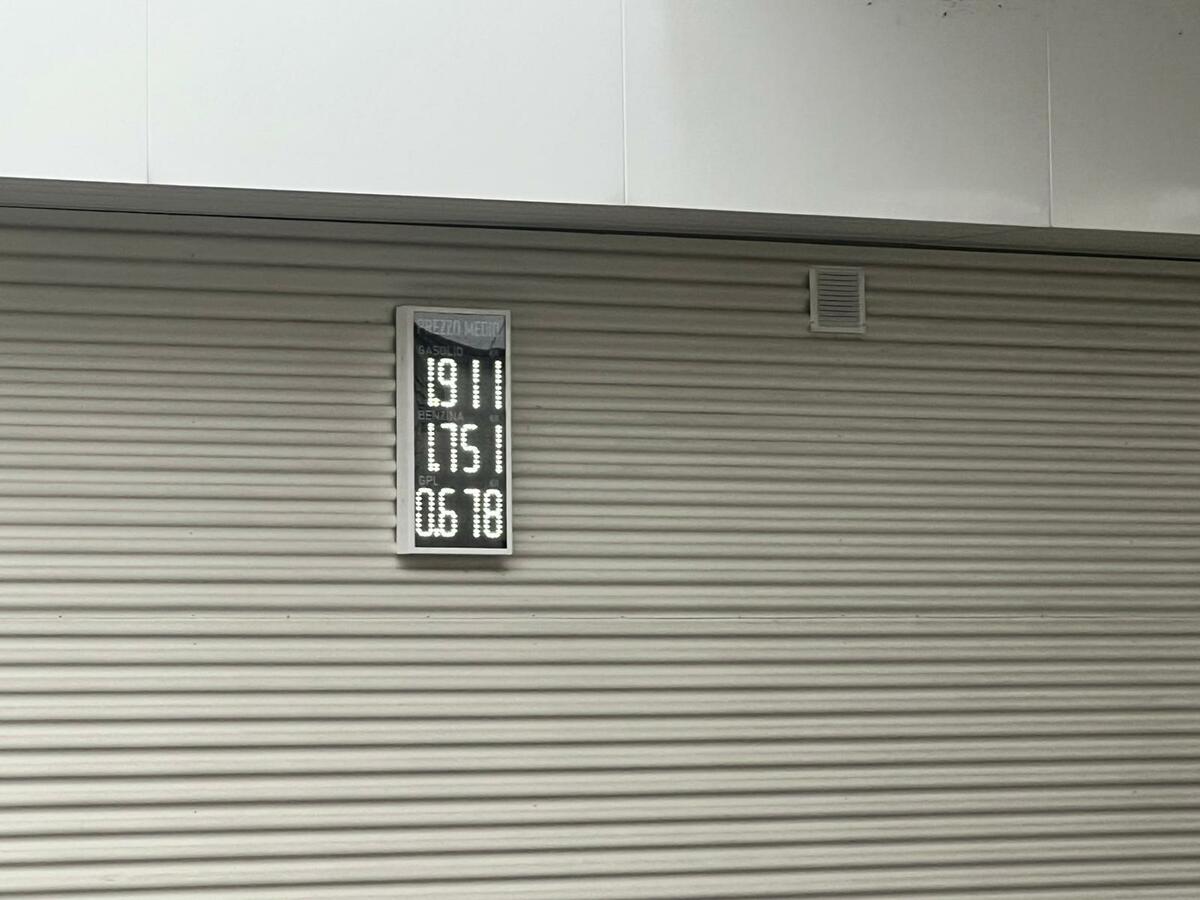 PREZZO MEDIO
GASOLIO
1.911
BENZINA
1.751
GPL
0.678